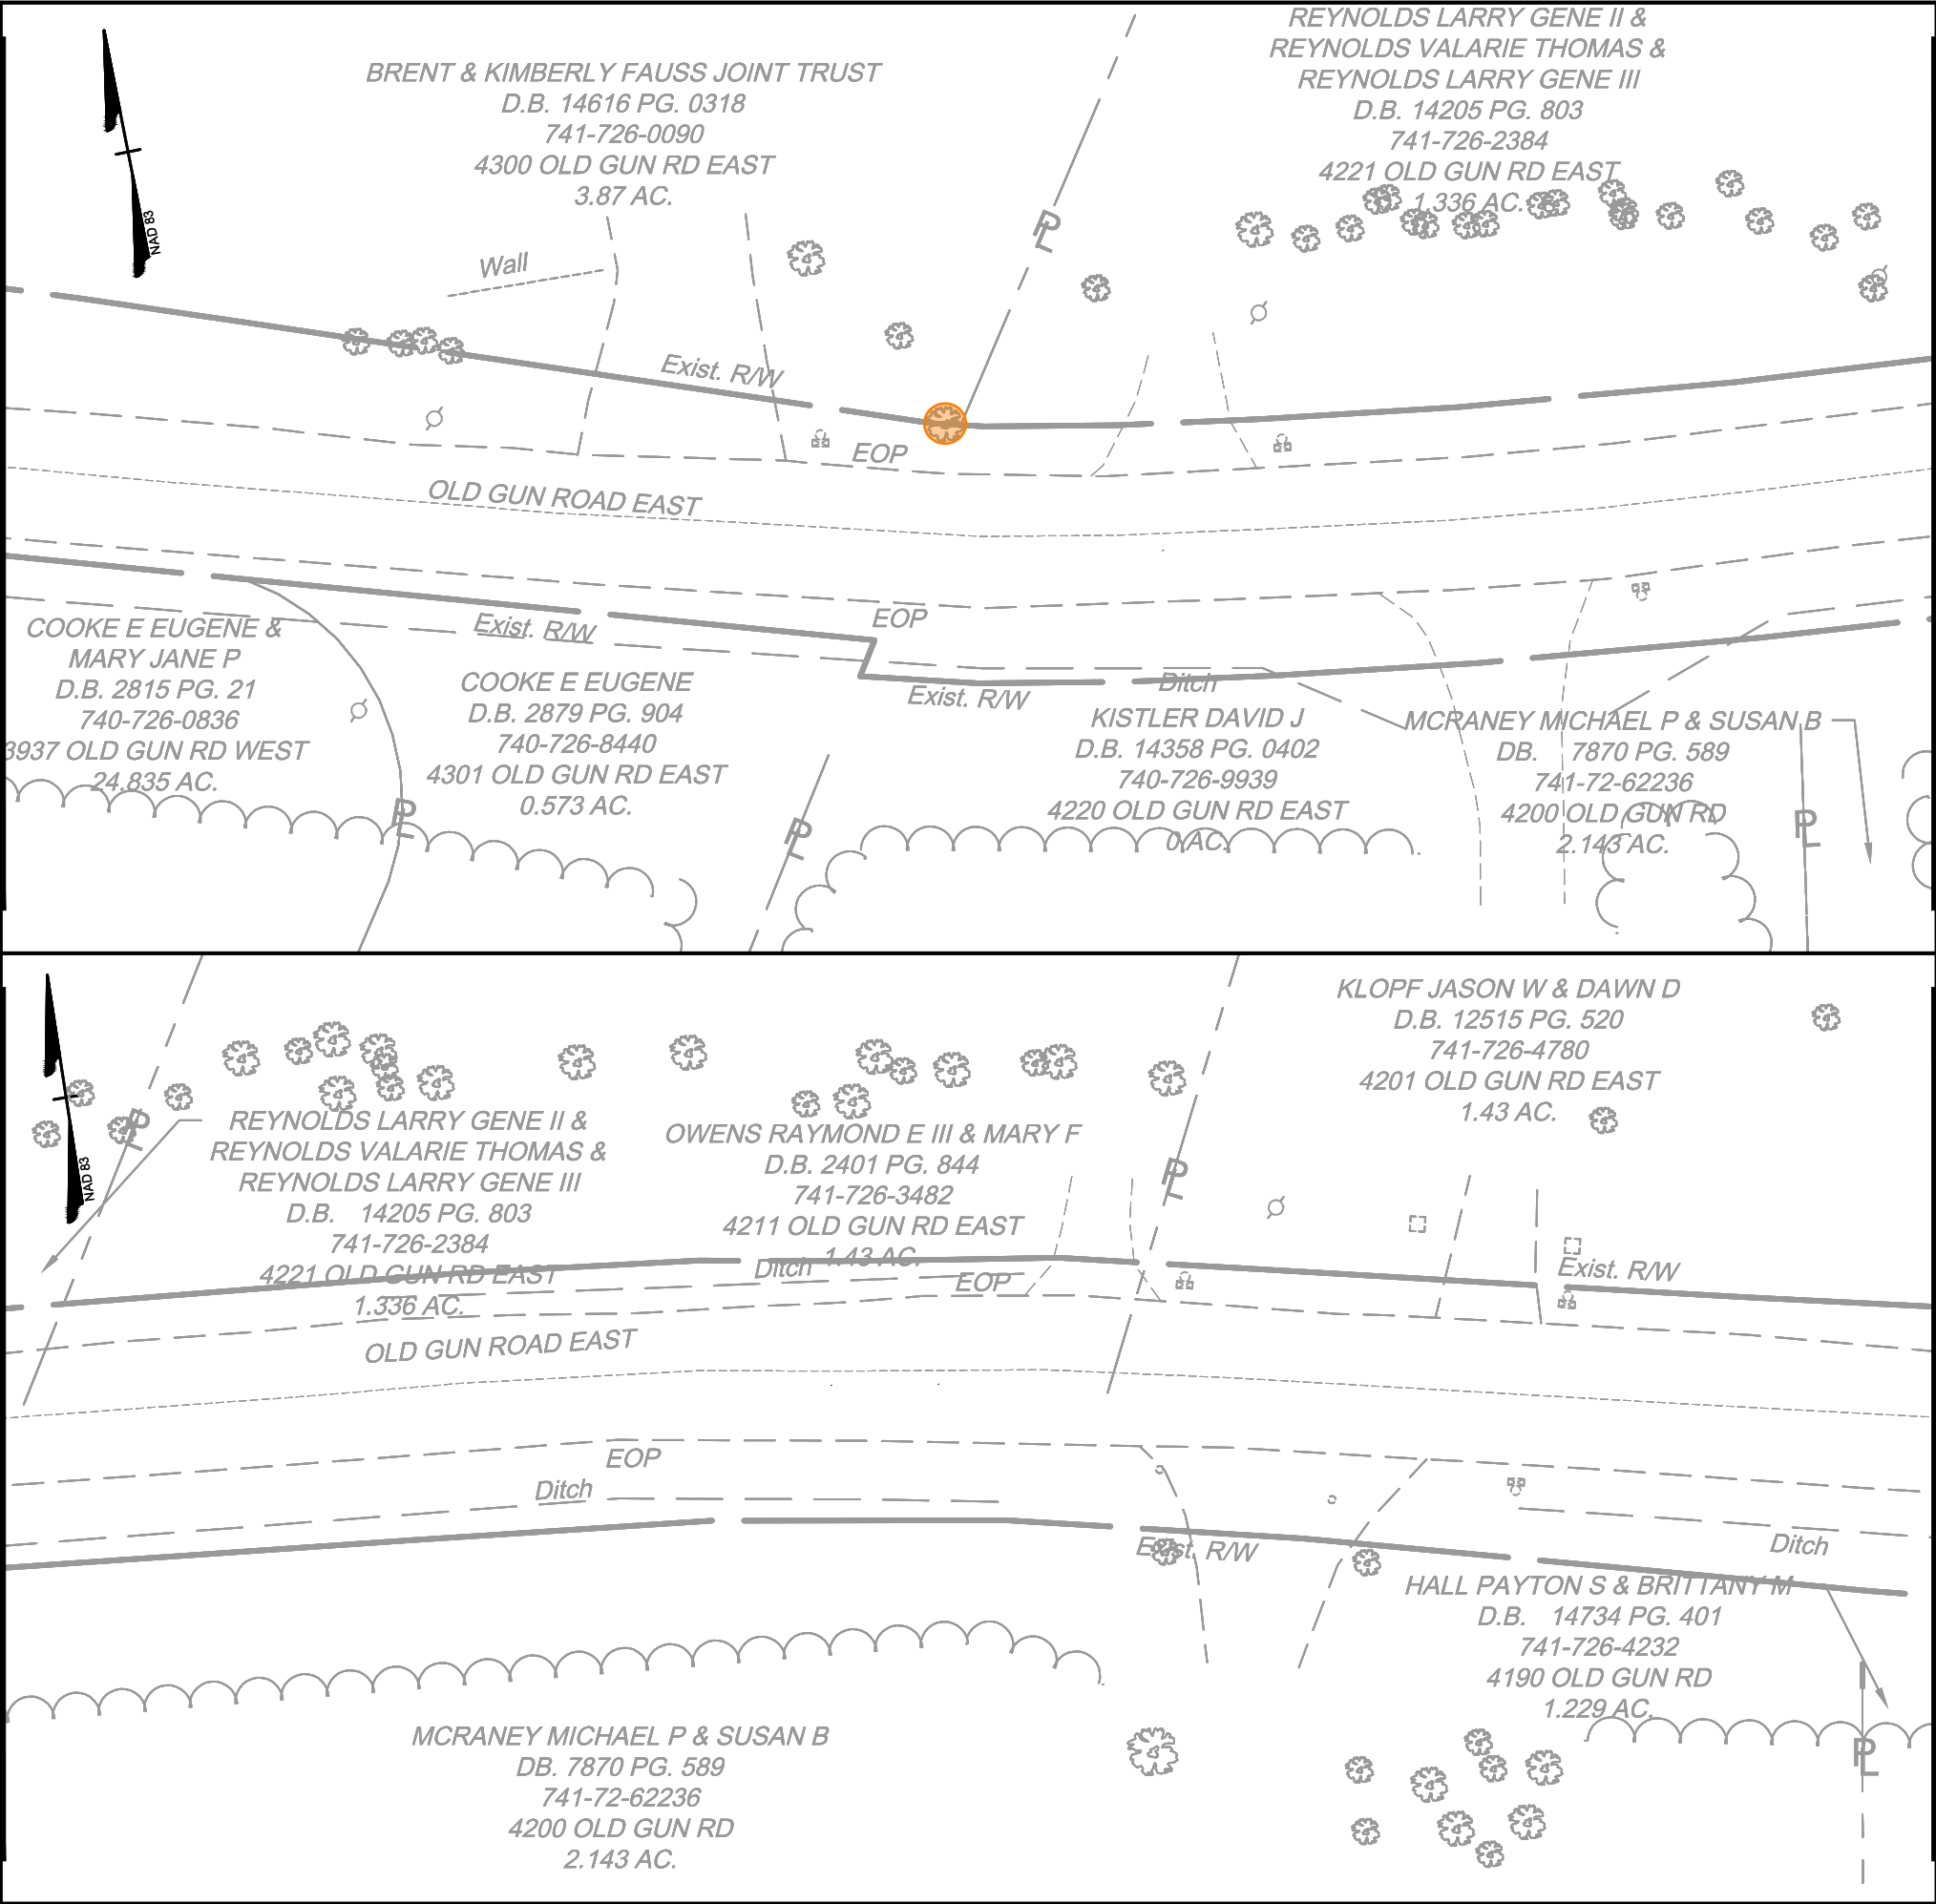 BRENT & KIMBERLY FAUSS JOINT TRUST
D.B. 14616 PG. 0318
741-726-0090
4300 OLD GUN RD EAST
3.87 AC.
REYNOLDS LARRY GENE II &
REYNOLDS VALARIE THOMAS &
REYNOLDS LARRY GENE III
D.B. 14205 PG. 803
741-726-2384
4221 OLD GUN RD EAST
1.336 AC.
NAD 83
PL
Wall
Exist. R/W
EOP
OLD GUN ROAD EAST
EOP
Exist. R/W
Exist. R/W
Ditch
COOKE E EUGENE &
MARY JANE P
D.B. 2815 PG. 21
740-726-0836
3937 OLD GUN RD WEST
24.835 AC.
PL
COOKE E EUGENE
D.B. 2879 PG. 904
740-726-8440
4301 OLD GUN RD EAST
0.573 AC.
PL
KISTLER DAVID J
D.B. 14358 PG. 0402
740-726-9939
4220 OLD GUN RD EAST
0 AC.
MCRANEY MICHAEL P & SUSAN B
DB. 7870 PG. 589
741-72-62236
4200 OLD GUN RD
2.143 AC.
PL
NAD 83
PL
REYNOLDS LARRY GENE II &
REYNOLDS VALARIE THOMAS &
REYNOLDS LARRY GENE III
D.B. 14205 PG. 803
741-726-2384
4221 OLD GUN RD EAST
1.336 AC.
OWENS RAYMOND E III & MARY F
D.B. 2401 PG. 844
741-726-3482
4211 OLD GUN RD EAST
1.43 AC.
PL
KLOPF JASON W & DAWN D
D.B. 12515 PG. 520
741-726-4780
4201 OLD GUN RD EAST
1.43 AC.
Ditch
EOP
Exist. R/W
OLD GUN ROAD EAST
EOP
Ditch
Exist. R/W
Ditch
HALL PAYTON S & BRITTANY M
D.B. 14734 PG. 401
741-726-4232
4190 OLD GUN RD
1.229 AC.
PL
MCRANEY MICHAEL P & SUSAN B
DB. 7870 PG. 589
741-72-62236
4200 OLD GUN RD
2.143 AC.